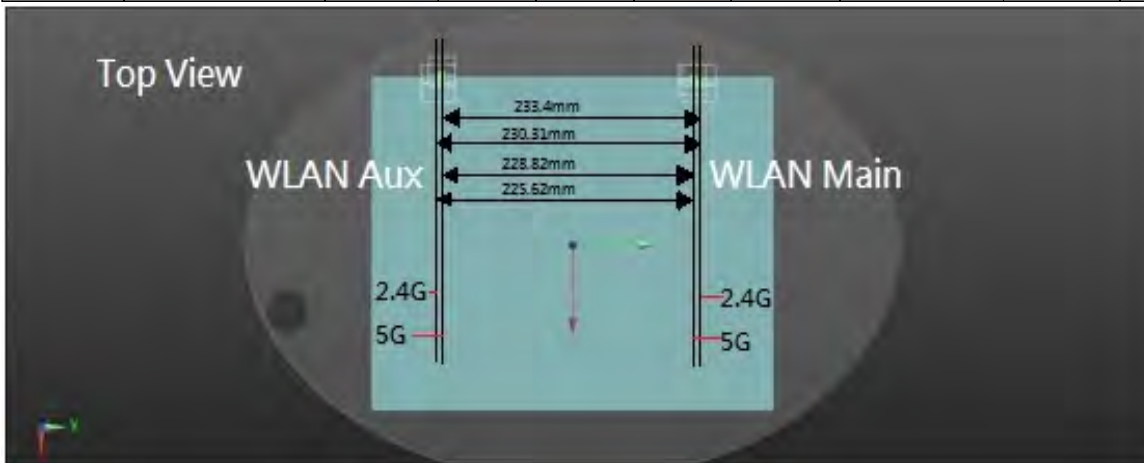 Top View
233.4mm
230.31mm
WLAN Aux
228.82mm
WLAN Main
225.62mm
2.4G
2.4G
5G
5G
Y